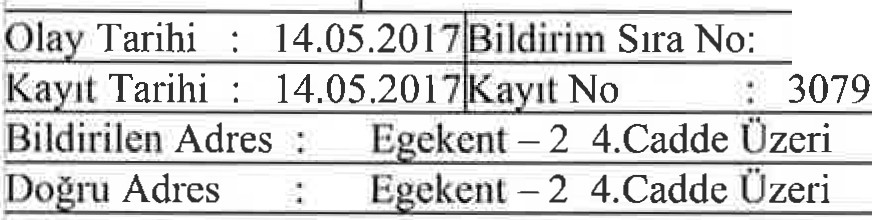 Olay Tarihi : 14.05.2017 Bildirim Sıra No:
Kayıt Tarihi : 14.05.2017 Kayıt No : 3079
Bildirilen Adres : Egekent – 2 4.Cadde Üzeri
Doğru Adres : Egekent – 2 4.Cadde Üzeri